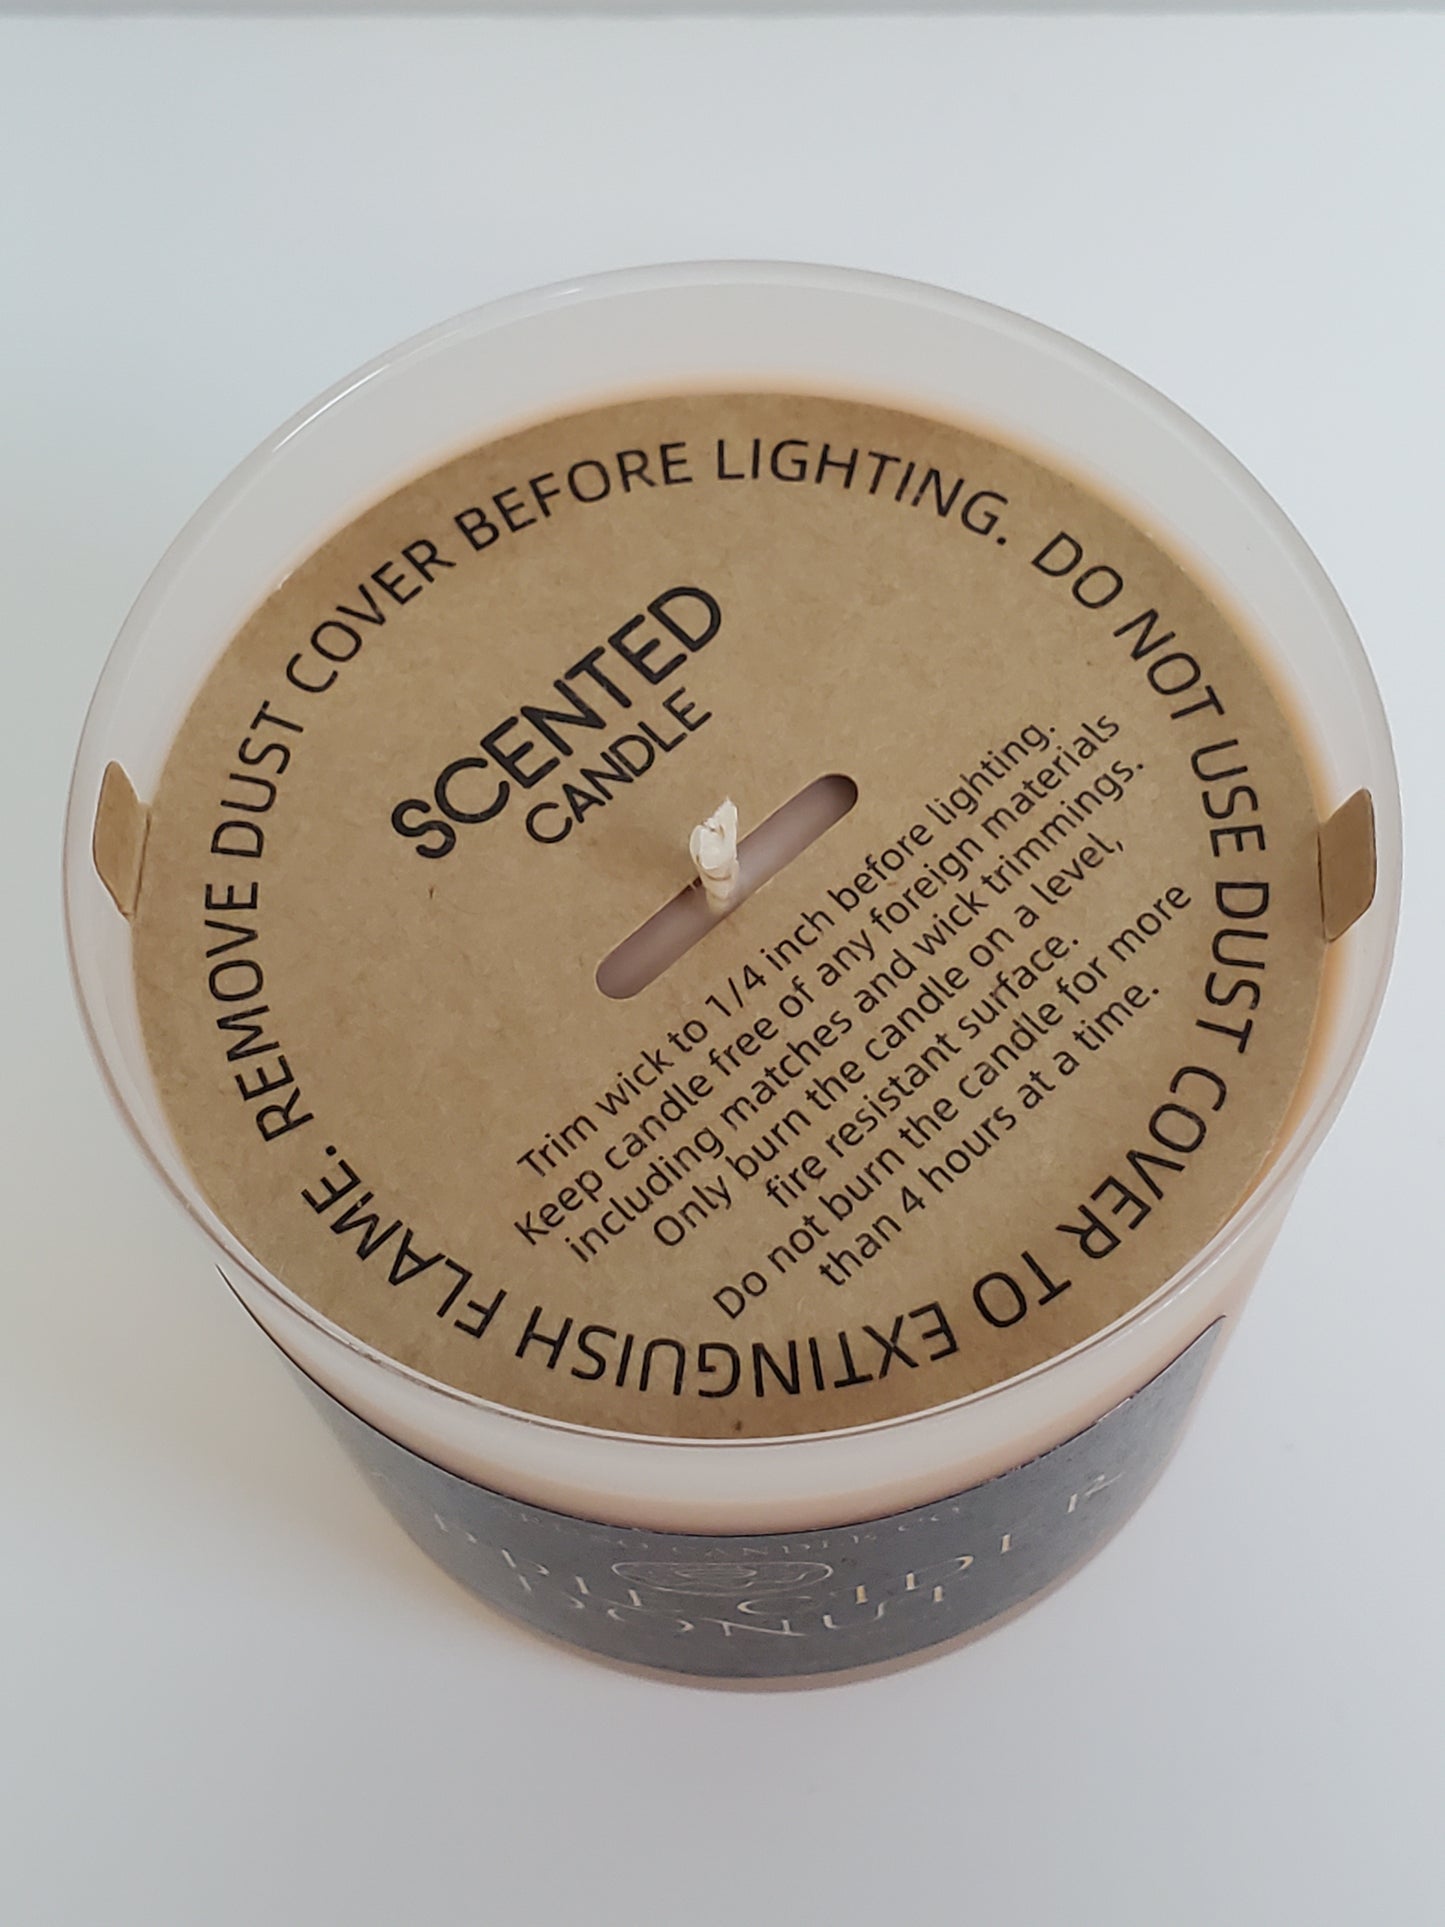 REMOVE DUST COVER BEFORE LIGHTING. DO NOT USE DUST COVER TO EXTINGUISH FLAME.
SCENTED
CANDLE
Trim wick to 1/4 inch before lighting.
Keep candle free of any foreign materials
including matches and wick trimmings.
Only burn the candle on a level,
fire resistant surface.
Do not burn the candle for more
than 4 hours at a time.
CIDER
DONUT